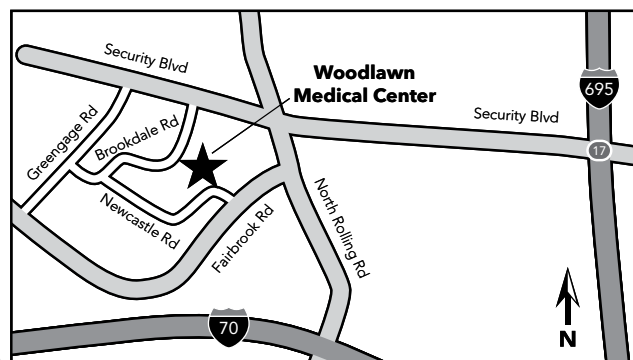 Security Blvd
Woodlawn
Medical Center
695
Greengage Rd
Brookdale Rd
Security Blvd
17
Newcastle Rd
Fairbrook Rd
North Rolling Rd
70
N